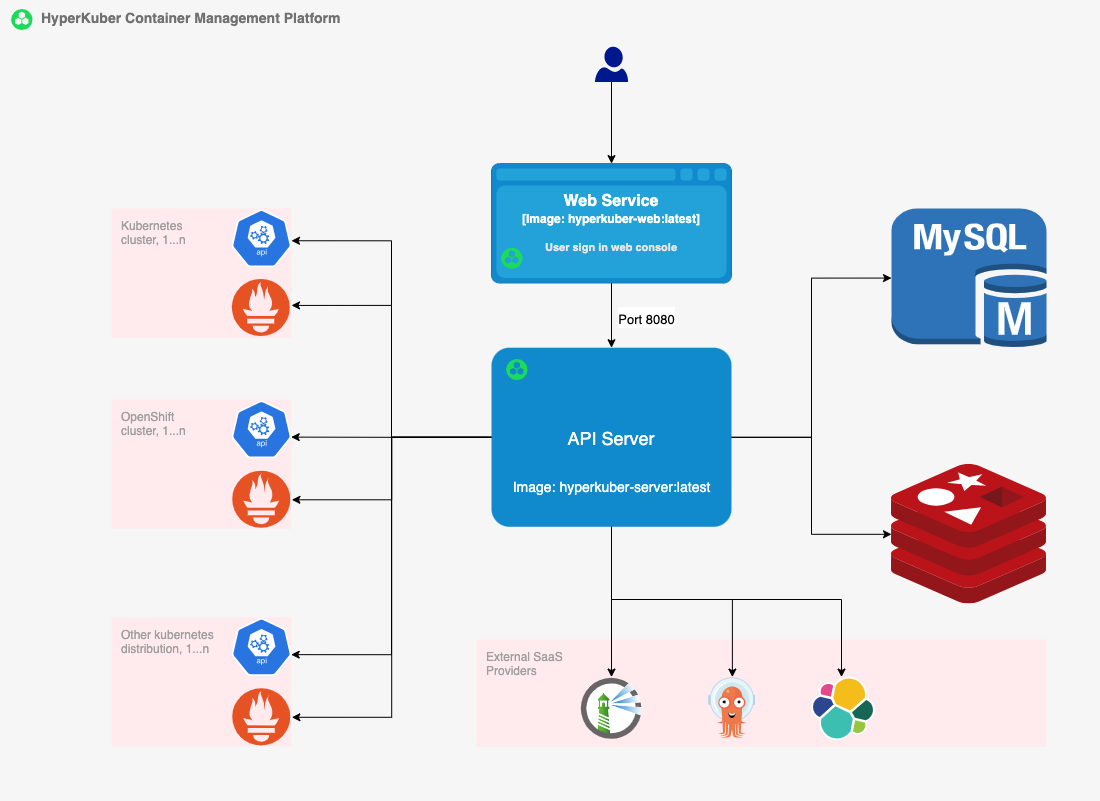 HyperKuber Container Management Platform
Web Service
[Image: hyperkuber-web:latest]
User sign in web console
Port 8080
API Server
Image: hyperkuber-server:latest
Kubernetes
cluster, 1...n
api
OpenShift
cluster, 1...n
api
Other kubernetes
distribution, 1...n
api
MySQL
M
External SaaS
Providers